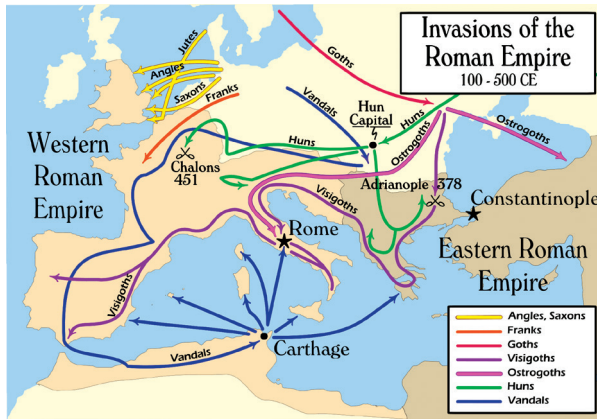 Invasions of the
Roman Empire
100 - 500 CE
Jutes
Angles
Saxons
Franks
Goths
Vandals
Hun
Capital
Huns
Huns
Ostrogoths
Ostrogoths
Western
Roman
Empire
Chalons
451
Adrianople 378
Constantinople
Visigoths
Rome
Eastern Roman
Empire
Visigoths
Vandals
Carthage
Angles, Saxons
Franks
Goths
Visigoths
Ostrogoths
Huns
Vandals